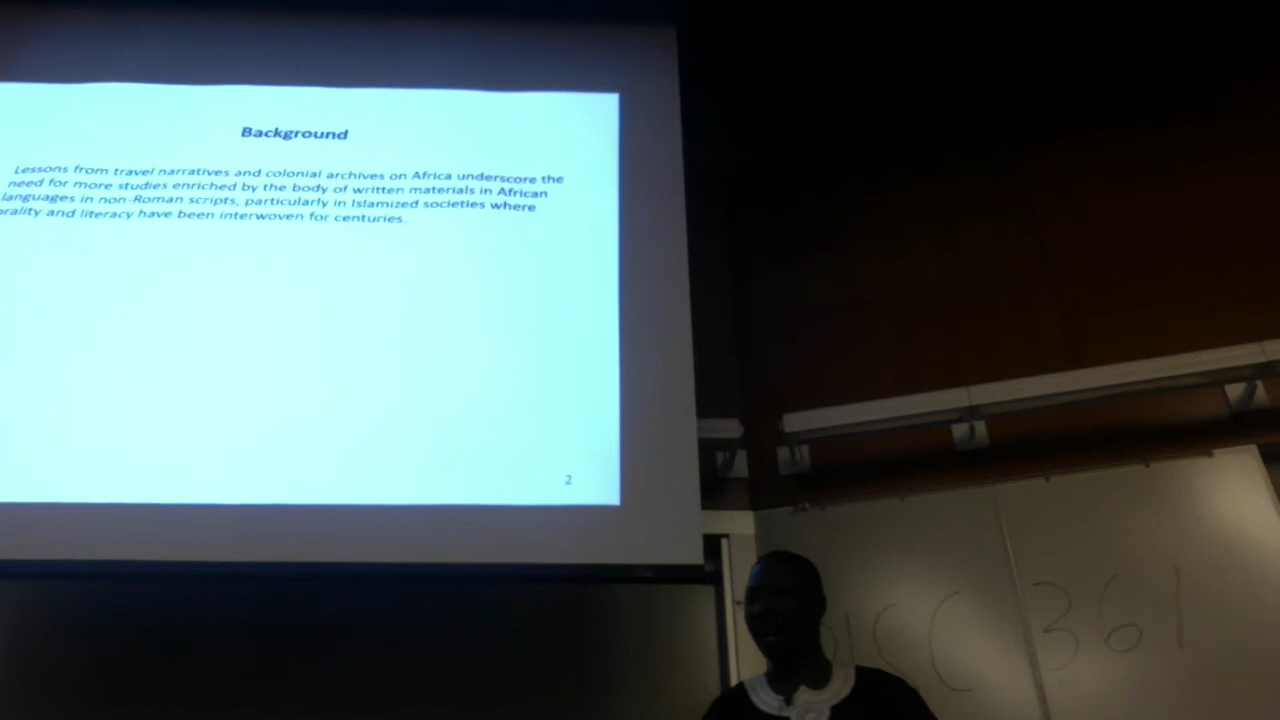 Background
Lessons from travel narratives and colonial archives on Africa underscore the
need for more studies enriched by the body of written materials in African
languages in non-Roman scripts, particularly in Islamized societies where
orality and literacy have been interwoven for centuries.
2
361